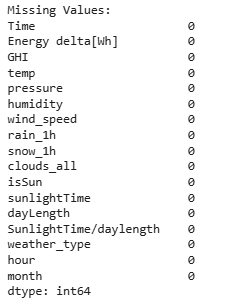 Missing Values:
Time 0
Energy delta[Wh] 0
GHI 0
temp 0
pressure 0
humidity 0
wind_speed 0
rain_1h 0
snow_1h 0
clouds_all 0
isSun 0
sunlightTime 0
dayLength 0
SunlightTime/daylength 0
weather_type 0
hour 0
month 0
dtype: int64